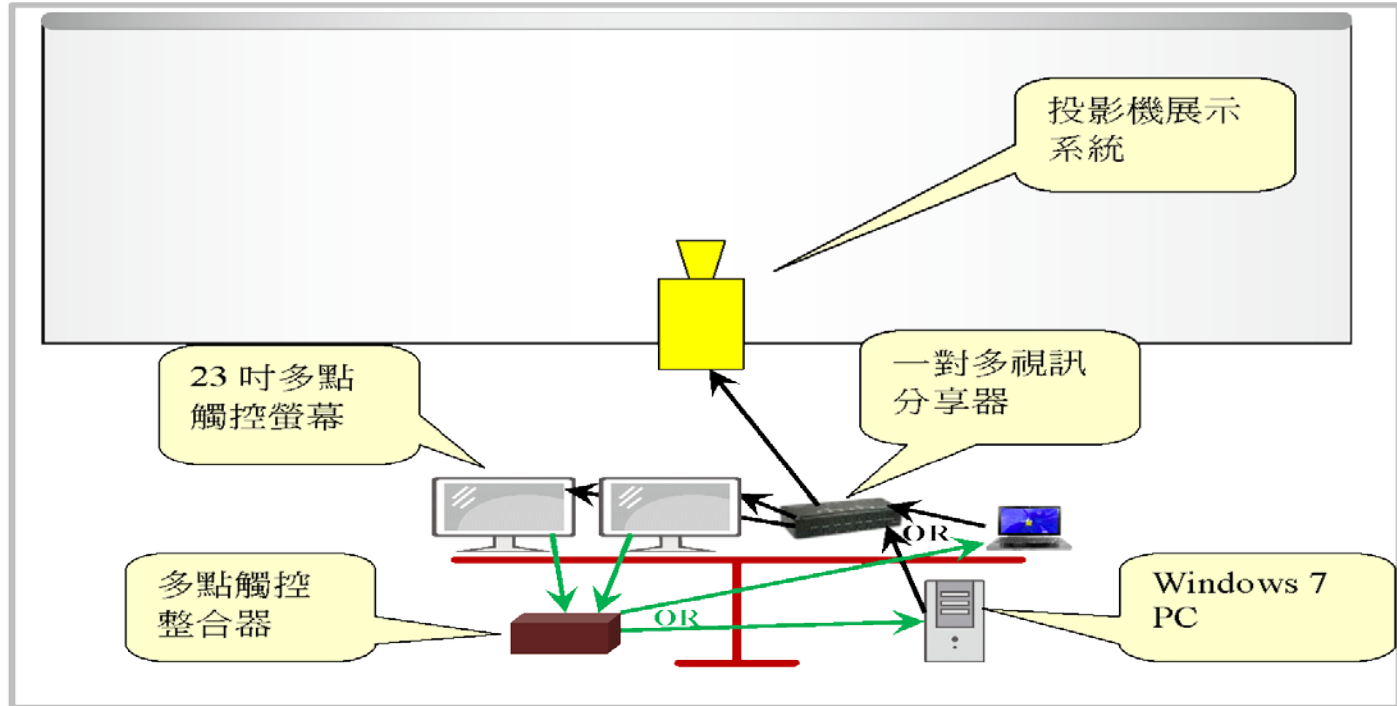 投影機展示
系統
23 吋多點
觸控螢幕
一對多視訊
分享器
OR
多點觸控
整合器
OR
Windows 7
PC